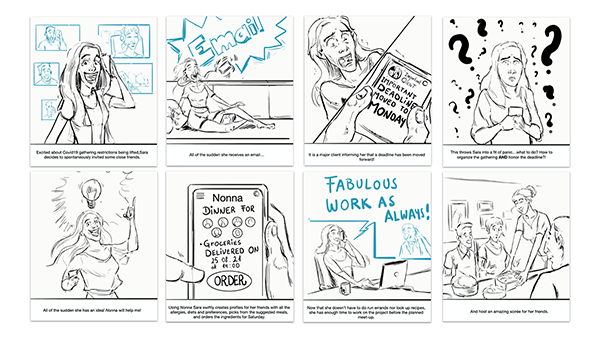 Email
Excited about Covid19 gathering restrictions being lifted,Sara
decides to spontaneously invited some close friends.
All of the sudden she receives an email...
IMPORTANT
DEADLINE
MOVED TO
MONDAY
It is a major client informing her that a deadline has been moved
forward!
? ? ? ? ? ? ? ?
This throws Sara into a fit of panic... what to do? How to
organize the gathering AND honor the deadline?!
All of the sudden she has an idea! Nonna will help me!
Nonna
DINNER FOR
• GROCERIES
DELIVERED ON
25.08.21
at 11:00
ORDER
Using Nonna Sara swiftly creates profiles for her friends with all the
allergies, diets and preferences, picks from the suggested meals,
and orders the ingredients for Saturday.
FABULOUS
WORK AS
ALWAYS!
Now that she doesn't have to do run errands nor look up recipes,
she has enough time to work on the project before the planned
meet-up.
And host an amazing soirée for her friends.